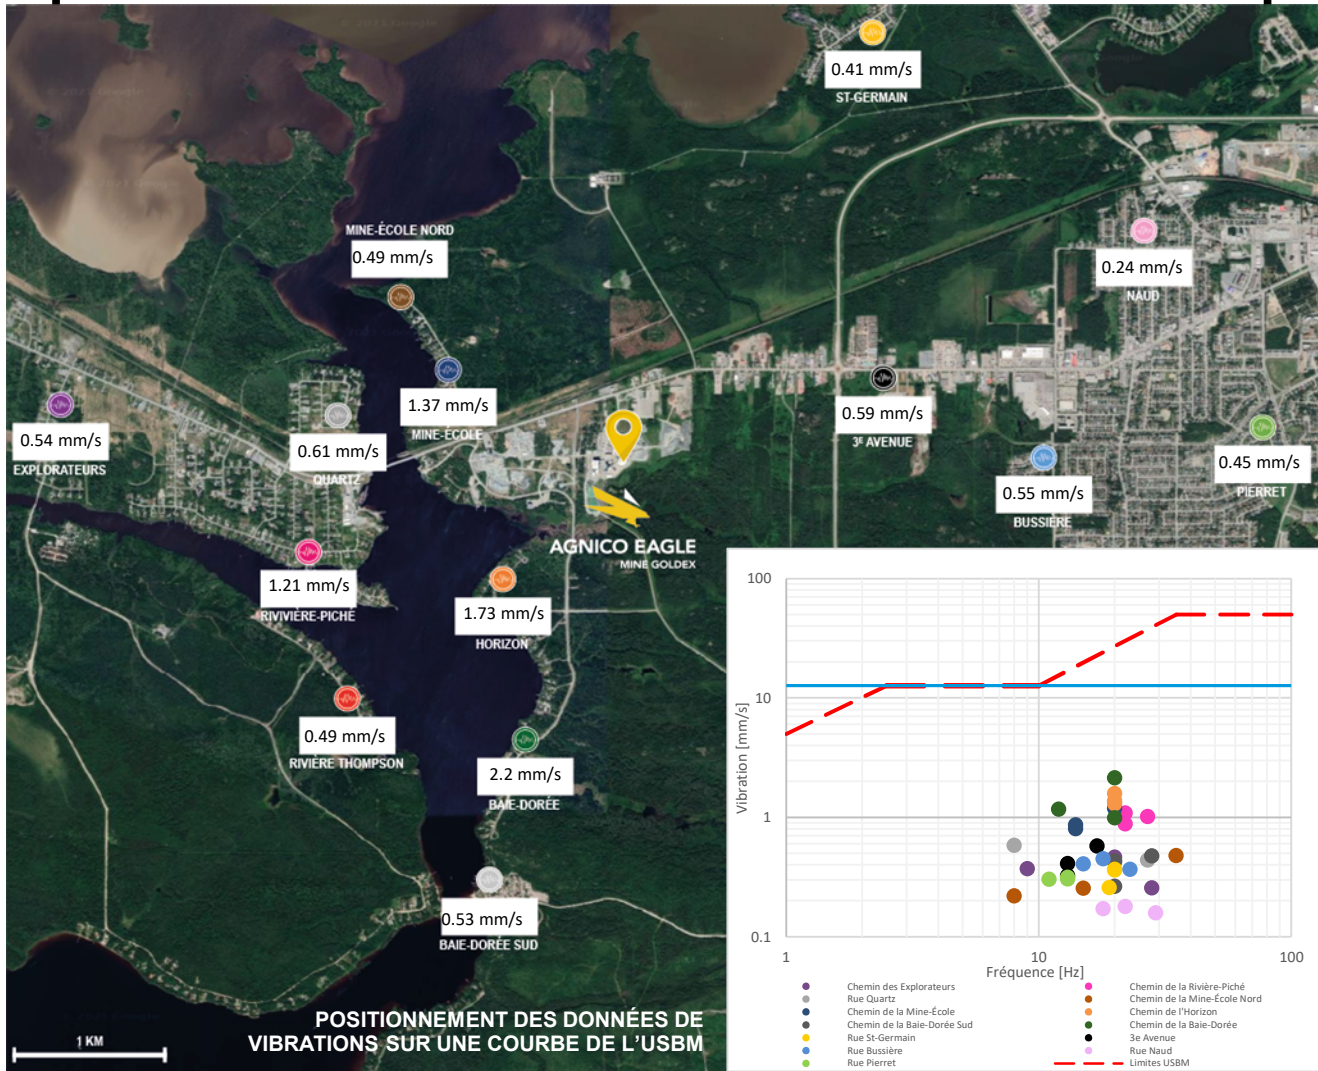 0.41 mm/s
ST-GERMAIN
MINE-ÉCOLE NORD
0.49 mm/s
0.24 mm/s
NAUD
1.37 mm/s
MINE-ÉCOLE
0.54 mm/s
EXPLORATEURS
0.61 mm/s
QUARTZ
0.59 mm/s
3E AVENUE
0.45 mm/s
PIERRET
0.55 mm/s
BUSSIÈRE
AGNICO EAGLE
MINE GOLDEX
1.21 mm/s
RIVIVIÈRE-PICHÉ
1.73 mm/s
HORIZON
0.49 mm/s
RIVIÈRE THOMPSON
2.2 mm/s
BAIE-DORÉE
0.53 mm/s
BAIE-DORÉE SUD
POSITIONNEMENT DES DONNÉES DE
VIBRATIONS SUR UNE COURBE DE L'USBM
1 KM
100
10
1
0.1
Vibration [mm/s]
1
10
100
Fréquence [Hz]
Chemin des Explorateurs
Chemin de la Rivière-Piché
Rue Quartz
Chemin de la Mine-École Nord
Chemin de la Mine-École
Chemin de l'Horizon
Chemin de la Baie-Dorée Sud
Chemin de la Baie-Dorée
Rue St-Germain
3e Avenue
Rue Bussière
Rue Naud
Rue Pierret
Limites USBM